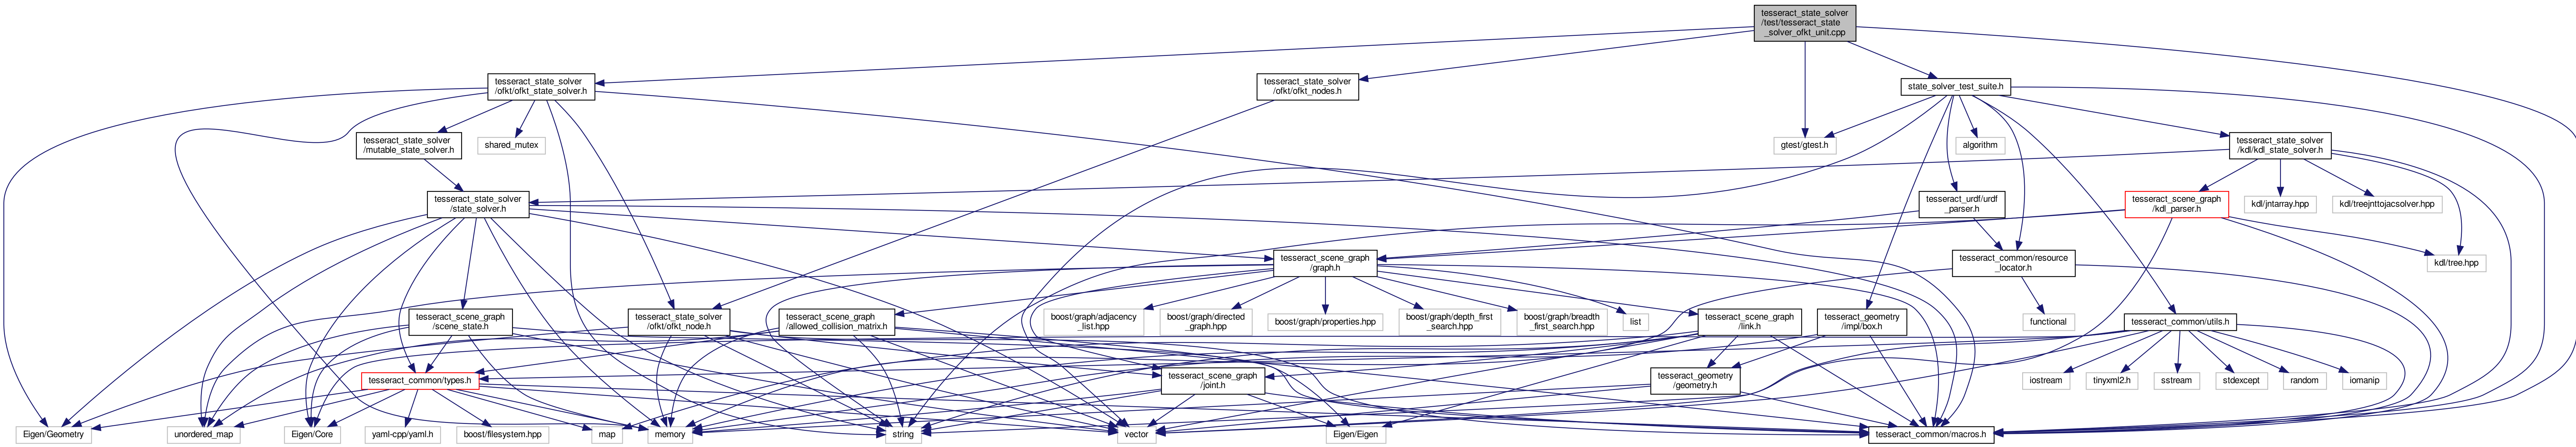 tesseract_state_solver
/test/tesseract_state
_solver_ofkt_unit.cpp
tesseract_state_solver
/ofkt/ofkt_state_solver.h
tesseract_state_solver
/ofkt/ofkt_nodes.h
state_solver_test_suite.h
tesseract_state_solver
/mutable_state_solver.h
shared_mutex
gtest/gtest.h
algorithm
tesseract_state_solver
/kdl/kdl_state_solver.h
tesseract_state_solver
/state_solver.h
tesseract_urdf/urdf
_parser.h
tesseract_scene_graph
/kdl_parser.h
kdl/jntarray.hpp
kdl/treejnttojacsolver.hpp
tesseract_scene_graph
/graph.h
tesseract_common/resource
_locator.h
kdl/tree.hpp
tesseract_scene_graph
/scene_state.h
tesseract_state_solver
/ofkt/ofkt_node.h
tesseract_scene_graph
/allowed_collision_matrix.h
boost/graph/adjacency
_list.hpp
boost/graph/directed
_graph.hpp
boost/graph/properties.hpp
boost/graph/depth_first
_search.hpp
boost/graph/breadth
_first_search.hpp
list
tesseract_scene_graph
/link.h
tesseract_geometry
/impl/box.h
functional
tesseract_common/utils.h
tesseract_common/types.h
tesseract_scene_graph
/joint.h
tesseract_geometry
/geometry.h
iostream
tinyxml2.h
sstream
stdexcept
random
iomanip
Eigen/Geometry
unordered_map
Eigen/Core
yaml-cpp/yaml.h
boost/filesystem.hpp
map
memory
string
vector
Eigen/Eigen
tesseract_common/macros.h